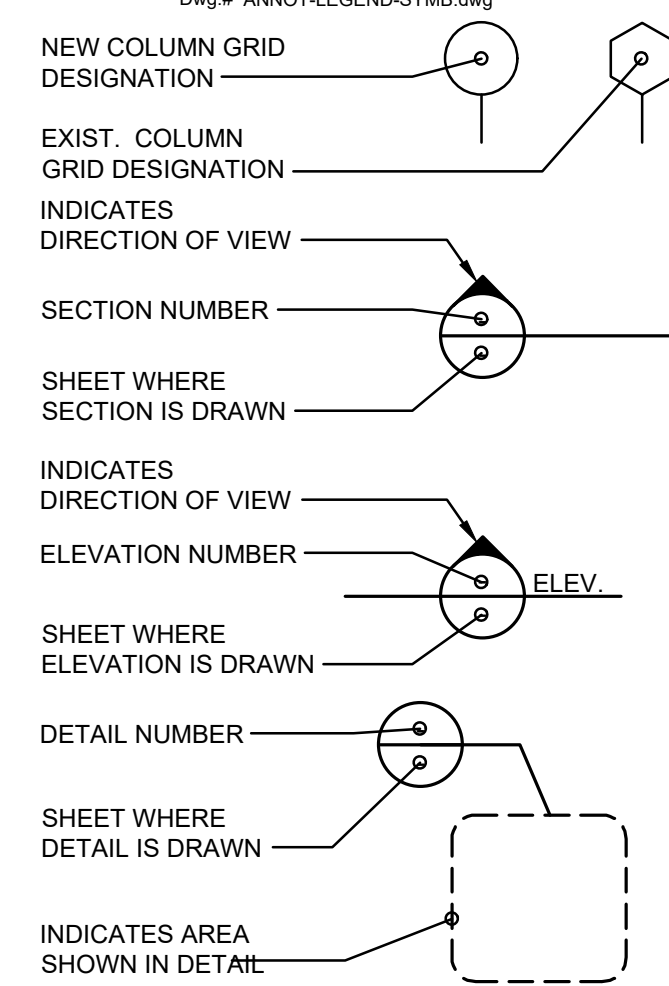 Dwg.# ANNOT-LEGEND-SYMB.dwg
NEW COLUMN GRID
DESIGNATION
EXIST. COLUMN
GRID DESIGNATION
INDICATES
DIRECTION OF VIEW
SECTION NUMBER
SHEET WHERE
SECTION IS DRAWN
INDICATES
DIRECTION OF VIEW
ELEVATION NUMBER
ELEV.
SHEET WHERE
ELEVATION IS DRAWN
DETAIL NUMBER
SHEET WHERE
DETAIL IS DRAWN
INDICATES AREA
SHOWN IN DETAIL